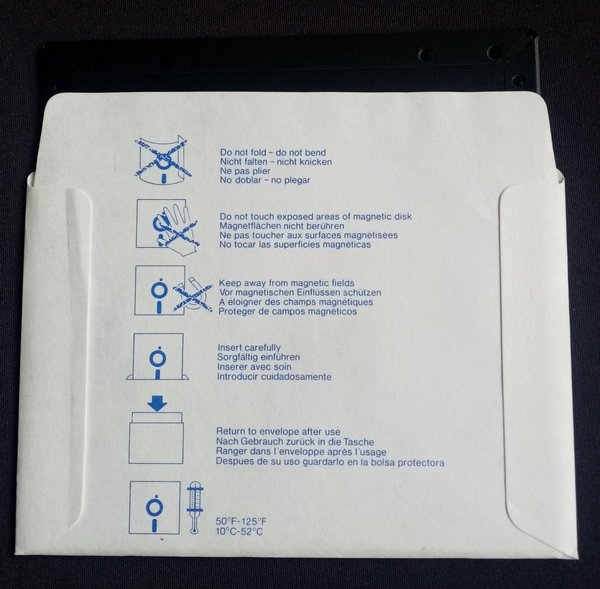 Do not fold – do not bend
Nicht falten – nicht knicken
Ne pas plier
No doblar – no plegar
Do not touch exposed areas of magnetic disk
Magnetflächen nicht berühren
Ne pas toucher aux surfaces magnétisées
No tocar las superficies magnéticas
Keep away from magnetic fields
Vor magnetischen Einflüssen schützen
A eloigner des champs magnétiques
Proteger de campos magnéticos
Insert carefully
Sorgfältig einführen
Insérer avec soin
Introducir cuidadosamente
Return to envelope after use
Nach Gebrauch zurück in die Tasche
Ranger dans l'enveloppe après l'usage
Despues de su uso guardarlo en la bolsa protectora
50°F-125°F
10°C-52°C